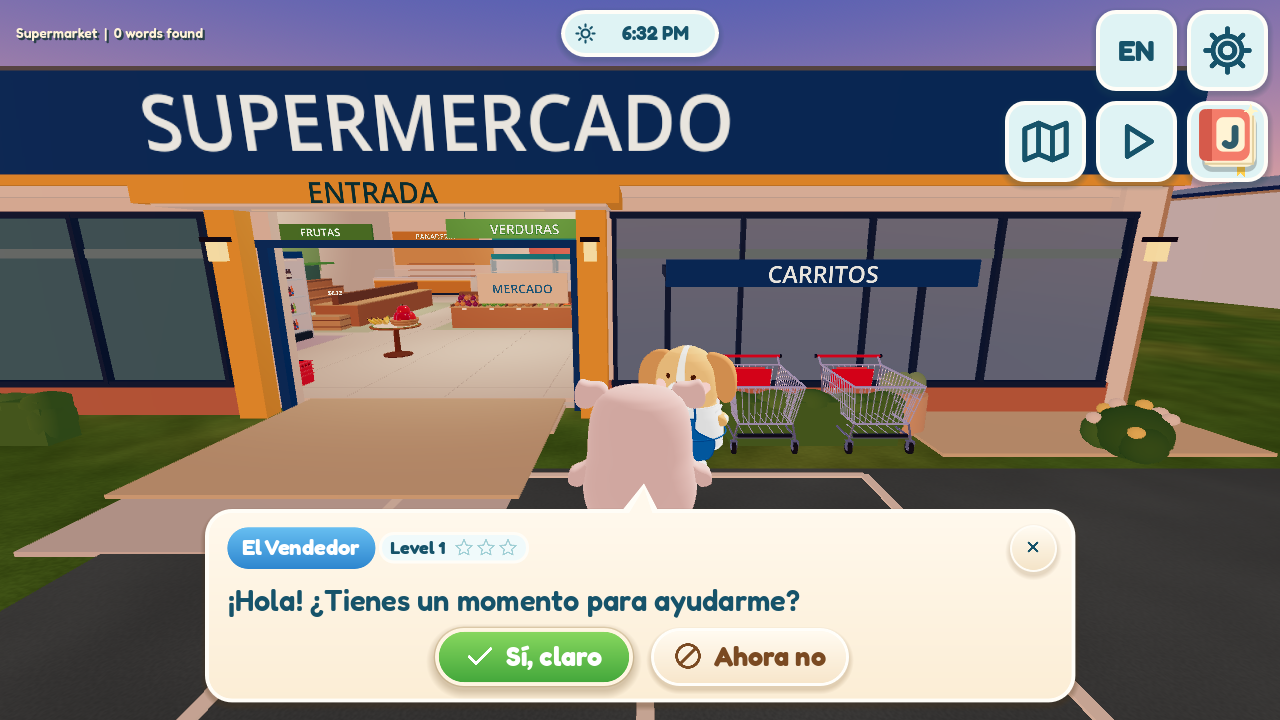 Supermarket | 0 words found
6:32 PM
EN
SUPERMERCADO
J
ENTRADA
FRUTAS
VERDURAS
MERCADO
CARRITOS
El Vendedor
Level 1
¡Hola! ¿Tienes un momento para ayudarme?
Sí, claro
Ahora no